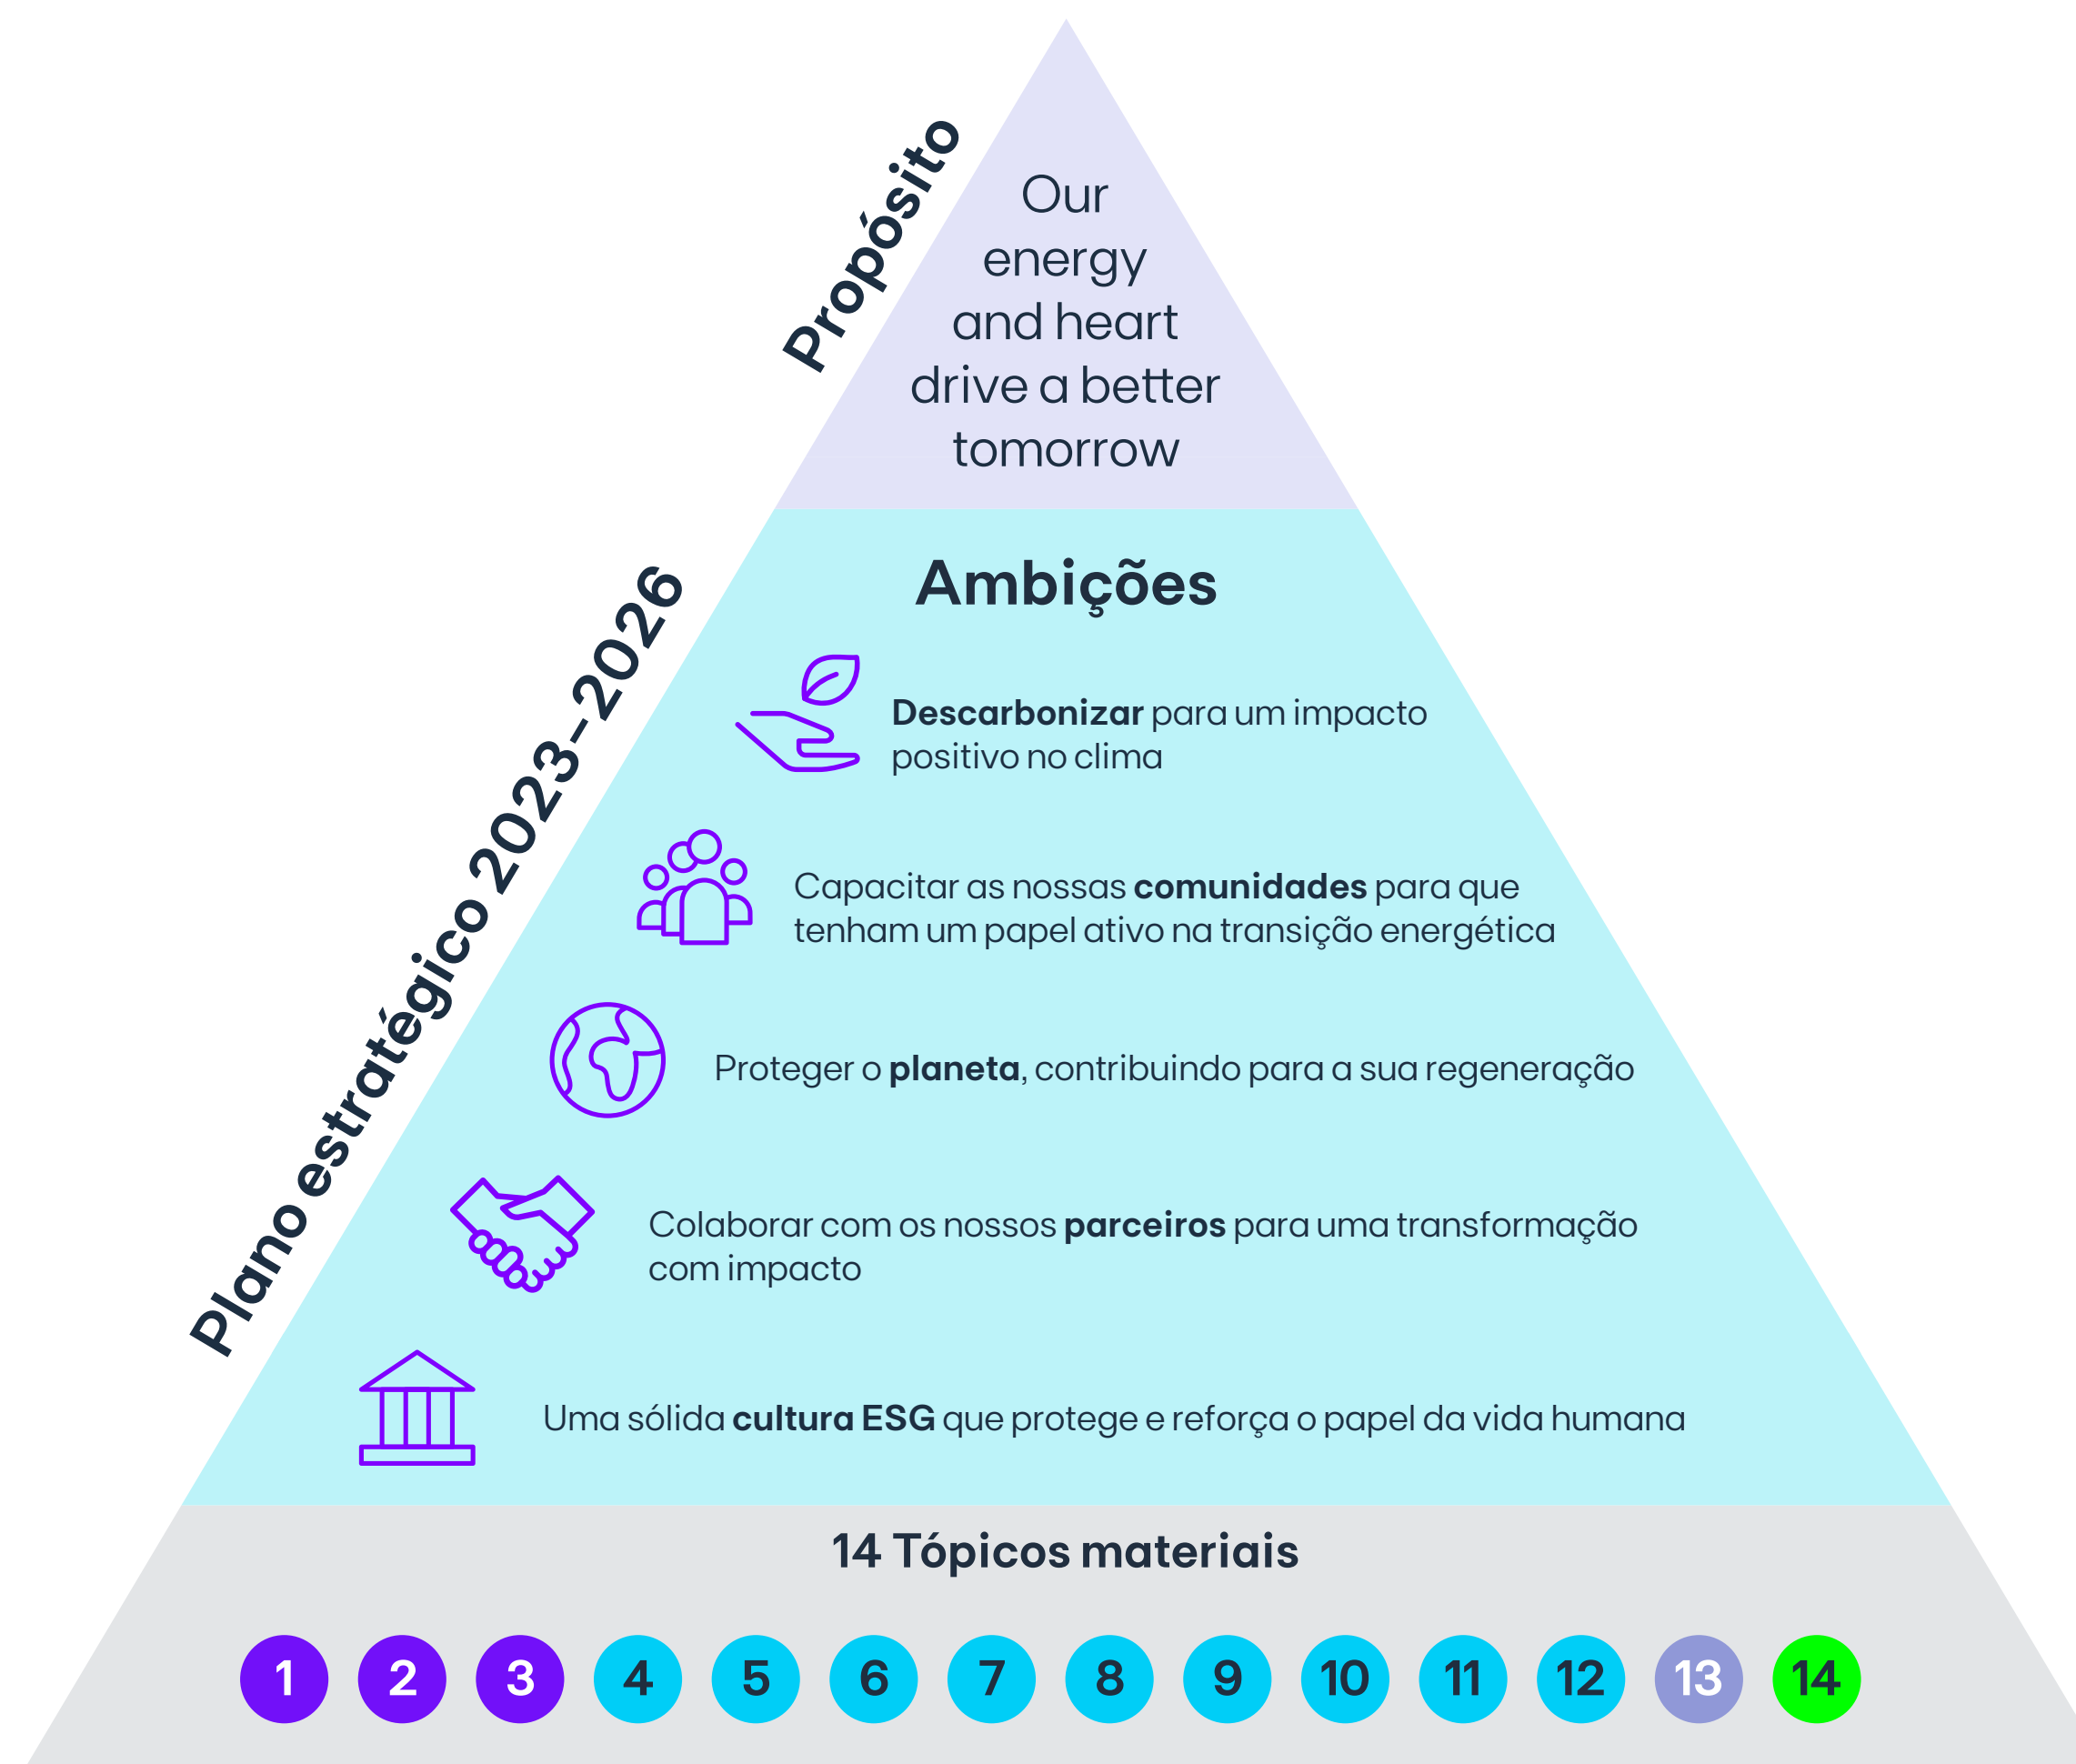 Propósito
Our
energy
and heart
drive a better
tomorrow
Plano estratégico 2023–2026
Ambições
Descarbonizar para um impacto
positivo no clima
Capacitar as nossas comunidades para que
tenham um papel ativo na transição energética
Proteger o planeta, contribuindo para a sua regeneração
Colaborar com os nossos parceiros para uma transformação
com impacto
Uma sólida cultura ESG que protege e reforça o papel da vida humana
14 Tópicos materiais
1 2 3 4 5 6 7 8 9 10 11 12 13 14